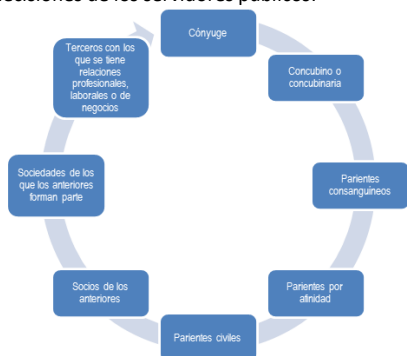 decisiones de los servidores públicos.
Cónyuge
Concubino o
concubinaria
Parientes
consanguíneos
Parientes por
afinidad
Parientes civiles
Socios de los
anteriores
Sociedades de los
que los anteriores
forman parte
Terceros con los
que se tiene
relaciones
profesionales,
laborales o de
negocios